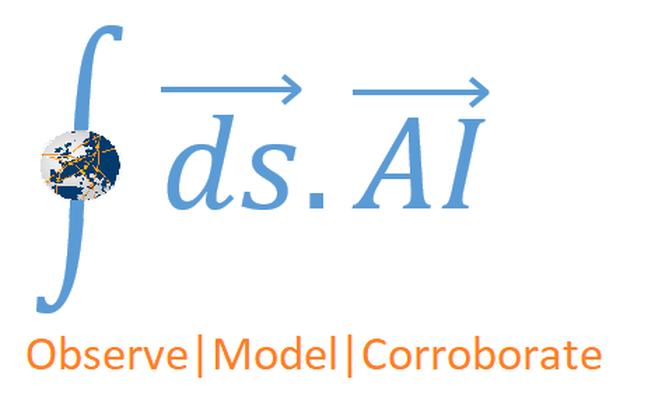 ∮ ds. AI
Observe|Model|Corroborate